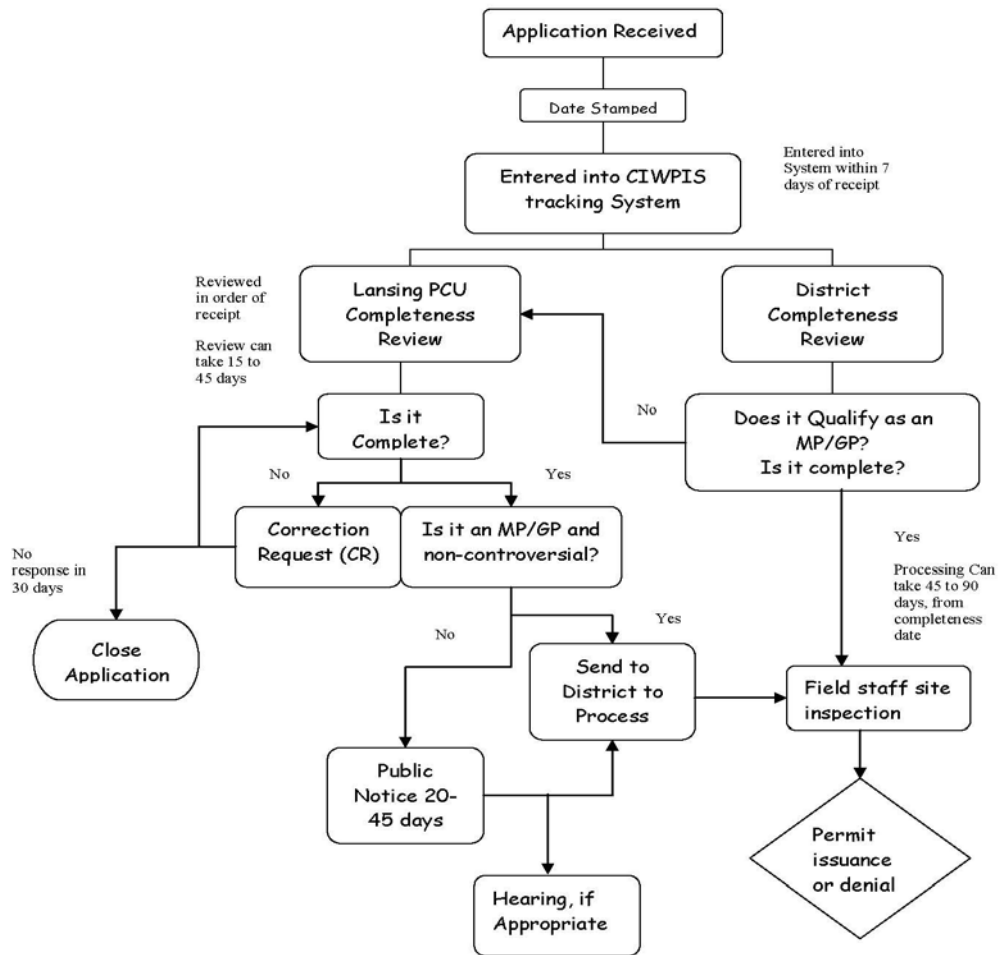 Application Received
Date Stamped
Entered into CIWPIS
tracking System
Entered into
System within 7
days of receipt
Reviewed
in order of
receipt
Review can
take 15 to
45 days
Lansing PCU
Completeness
Review
District
Completeness
Review
Is it
Complete?
No
Does it Qualify as an
MP/GP?
Is it complete?
No
Yes
Correction
Request (CR)
Is it an MP/GP and
non-controversial?
No
response in
30 days
Yes
Processing Can
take 45 to 90
days, from
completeness
date
Close
Application
No
Yes
Send to
District to
Process
Field staff site
inspection
Public
Notice 20-
45 days
Permit
issuance
or denial
Hearing, if
Appropriate